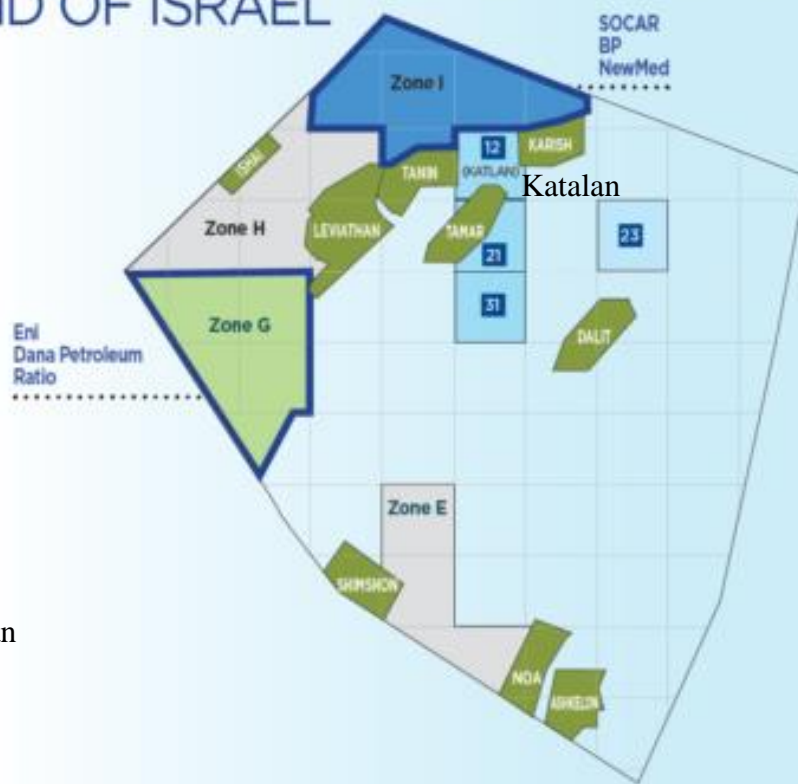 ID OF ISRAEL
SOCAR
BP
NewMed
Zone I
12
(KATLAN)
KARISH
ISHAI
TANIN
Katalan
Zone H
LEVIATHAN
TAMAR
21
23
Zone G
31
Eni
Dana Petroleum
Ratio
DALIT
Zone E
SHIMSHON
an
NOA
ASHKELON